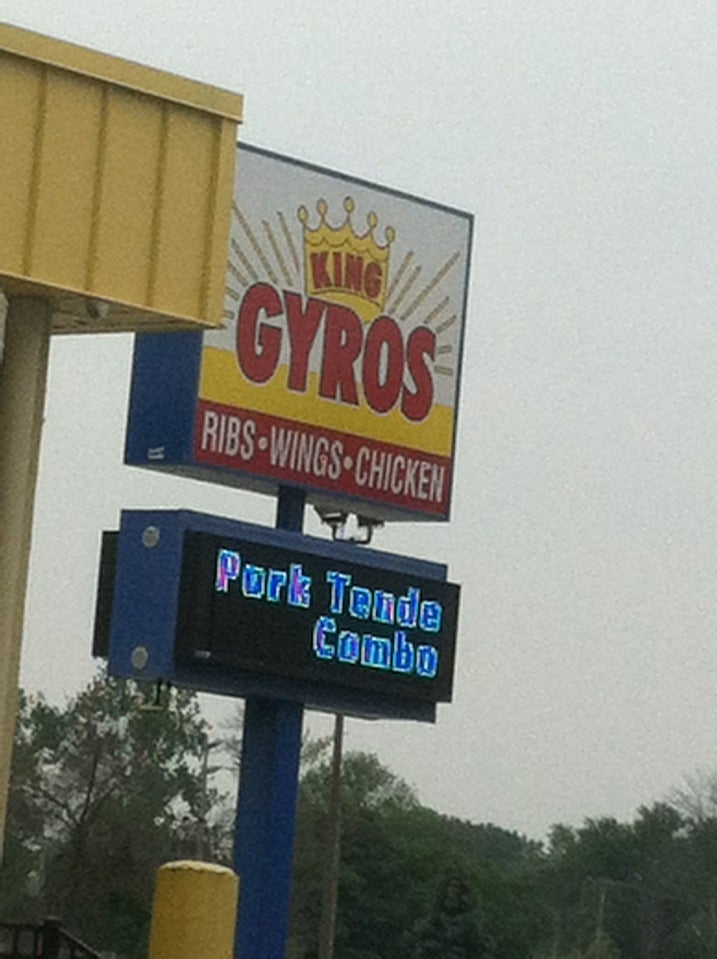 KING
GYROS
RIBS•WINGS•CHICKEN
Pork Tende
Combo